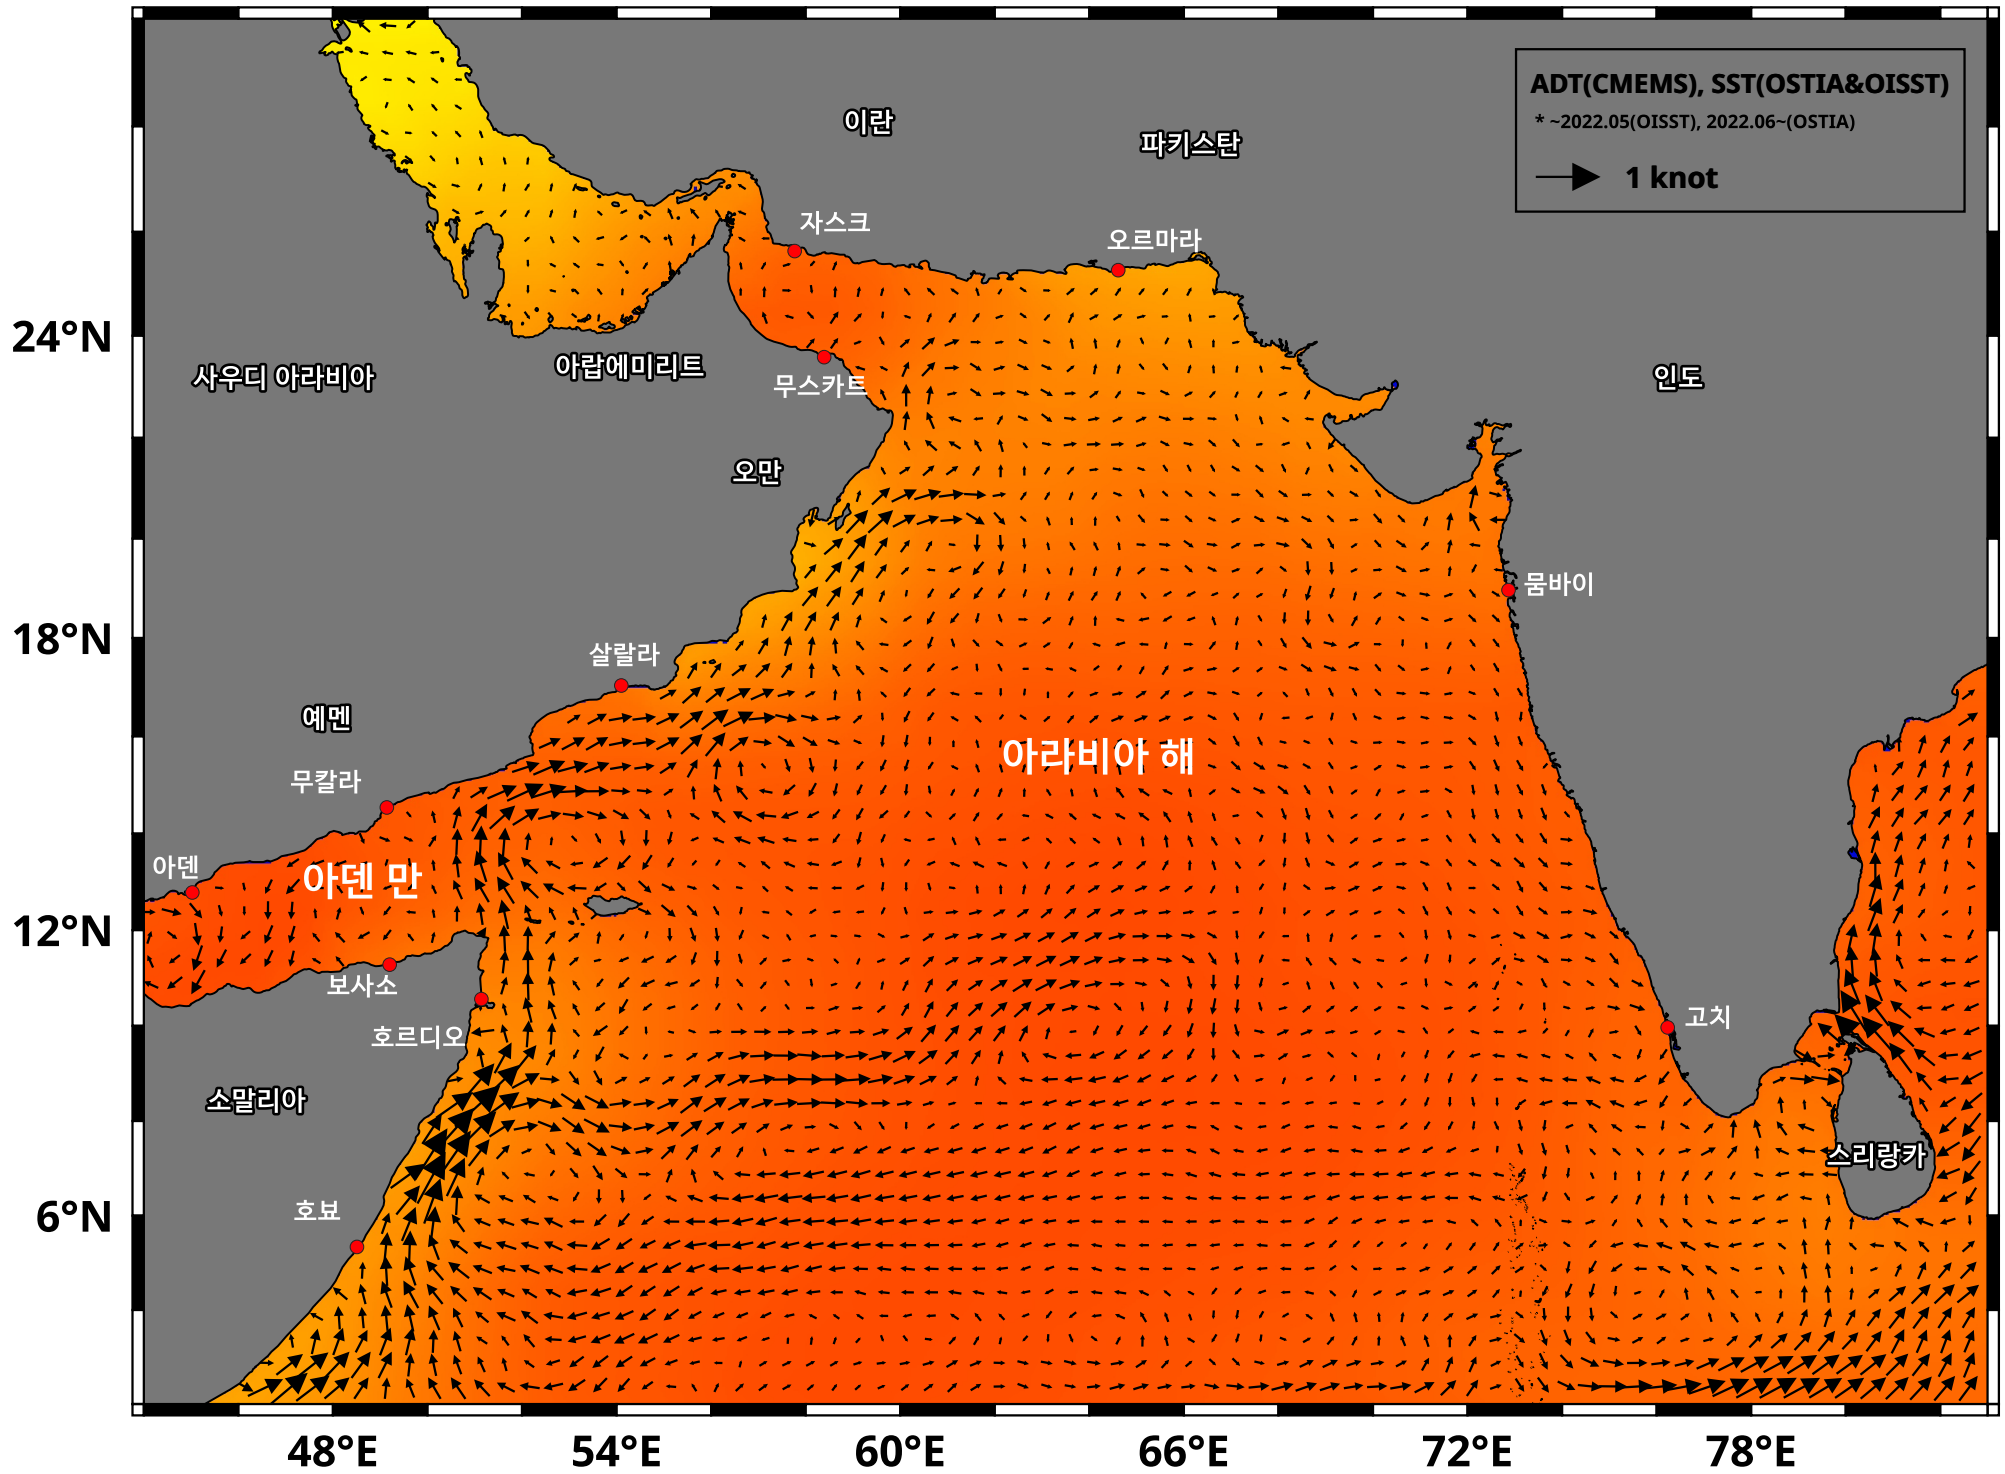 ADT(CMEMS), SST(OSTIA&OISST)
* ~2022.05(OISST), 2022.06~(OSTIA)
1 knot
이란
파키스탄
자스크
오르마라
24°N
사우디 아라비아
아랍에미리트
무스카트
인도
오만
뭄바이
18°N
살랄라
예멘
아라비아 해
무칼라
아덴
아덴 만
12°N
보사소
호르디오
고치
소말리아
스리랑카
호뵤
6°N
48°E
54°E
60°E
66°E
72°E
78°E